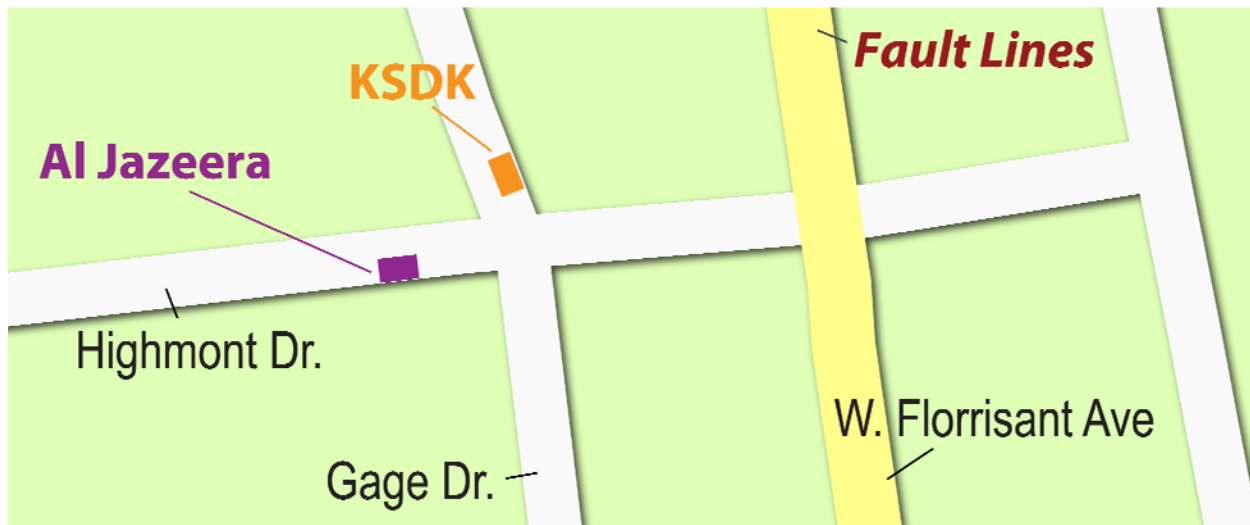 Fault Lines
KSDK
Al Jazeera
Highmont Dr.
W. Florrisant Ave
Gage Dr.